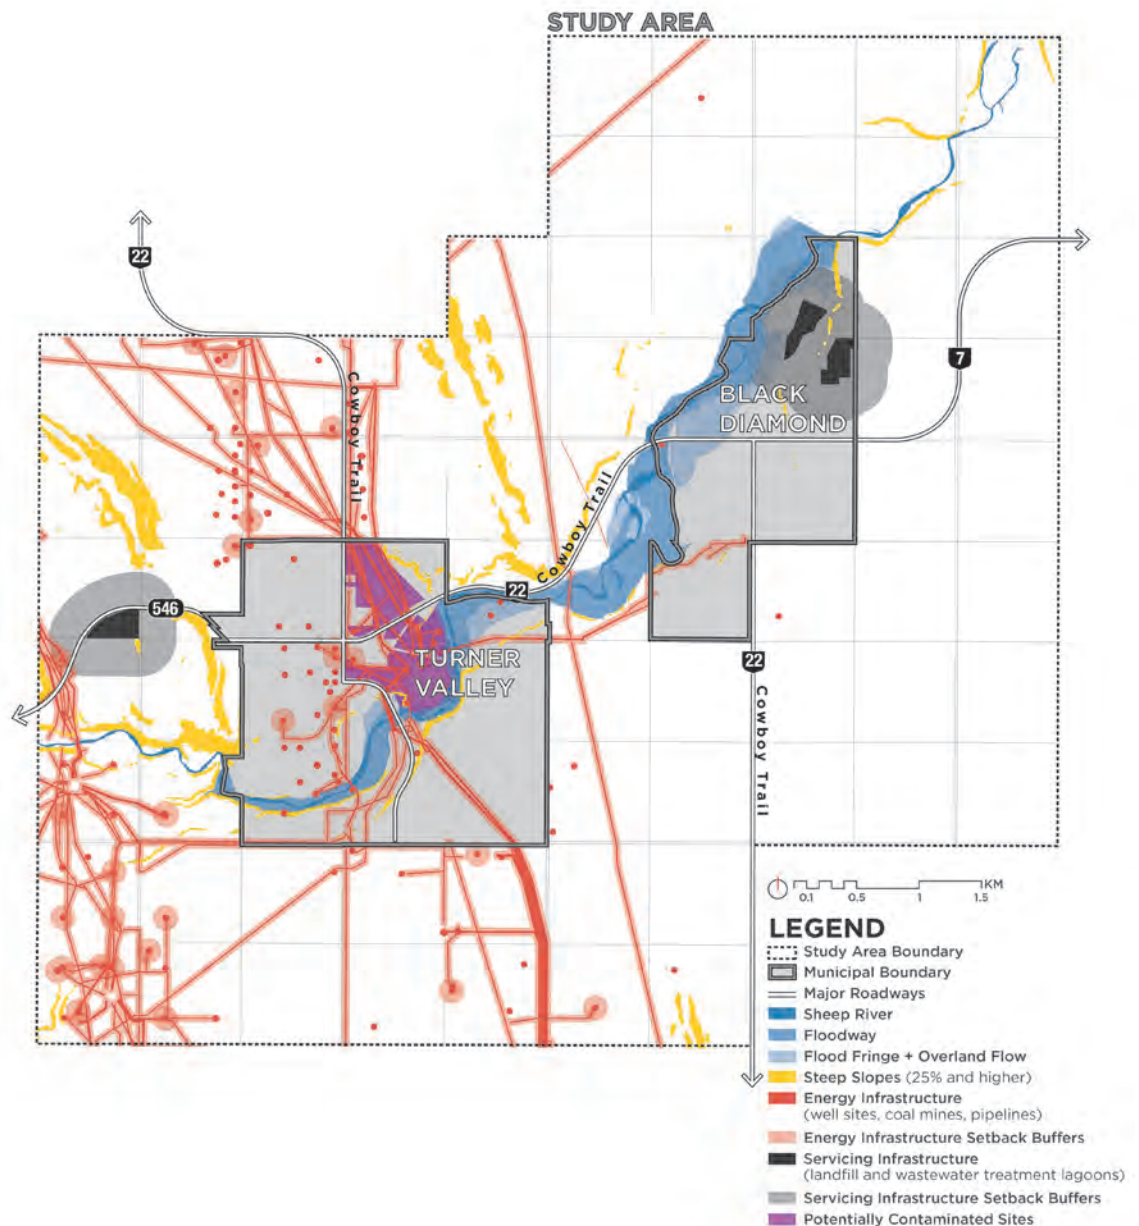 STUDY AREA
22
7
BLACK
DIAMOND
Cowboy Trail
Cowboy Trail
22
546
TURNER
VALLEY
22
Cowboy Trail
0.1 0.5 1 1.5 KM
LEGEND
Study Area Boundary
Municipal Boundary
Major Roadways
Sheep River
Floodway
Flood Fringe + Overland Flow
Steep Slopes (25% and higher)
Energy Infrastructure
(well sites, coal mines, pipelines)
Energy Infrastructure Setback Buffers
Servicing Infrastructure
(landfill and wastewater treatment lagoons)
Servicing Infrastructure Setback Buffers
Potentially Contaminated Sites